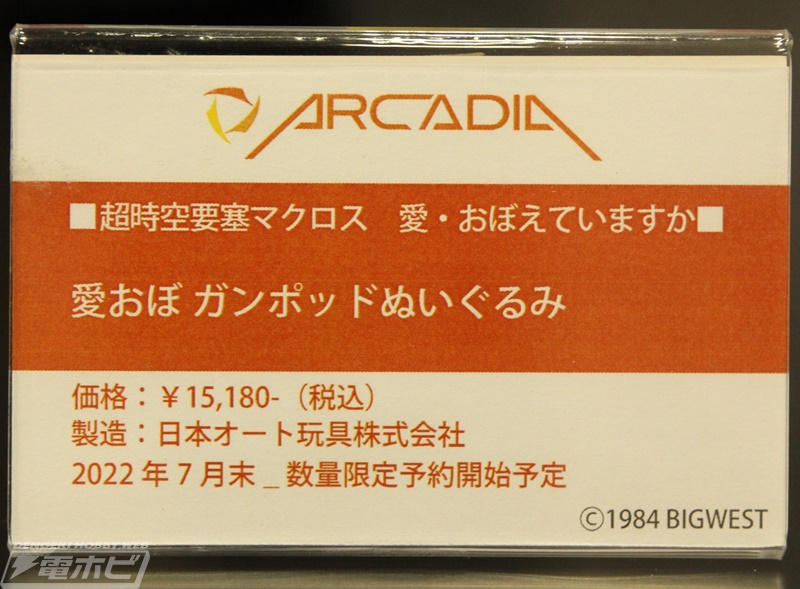 ARCADIA
■超時空要塞マクロス　愛・おぼえていますか■
愛おぼ ガンポッドぬいぐるみ
価格：￥15,180-（税込）
製造：日本オート玩具株式会社
2022 年 7 月末 _ 数量限定予約開始予定
©1984 BIGWEST
DENGEKI HOBBY WEB
電ホビ